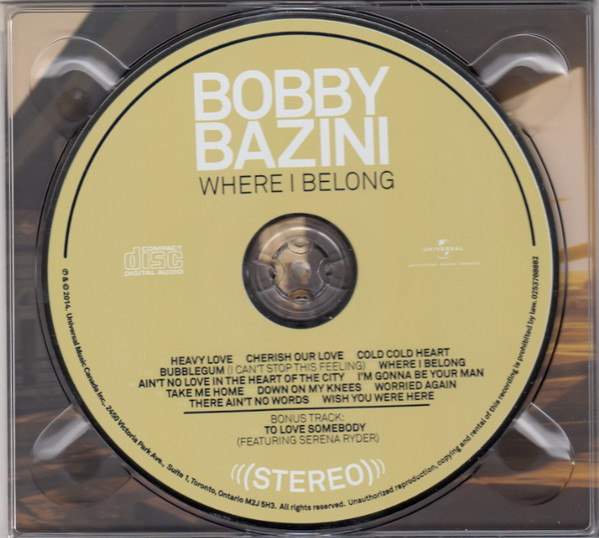 BOBBY
BAZINI
WHERE I BELONG
COMPACT
disc
DIGITAL AUDIO
UNIVERSAL
HEAVY LOVE CHERISH OUR LOVE COLD COLD HEART
BUBBLEGUM (I CAN'T STOP THIS FEELING) WHERE I BELONG
AIN'T NO LOVE IN THE HEART OF THE CITY I'M GONNA BE YOUR MAN
TAKE ME HOME DOWN ON MY KNEES WORRIED AGAIN
THERE AIN'T NO WORDS WISH YOU WERE HERE
BONUS TRACK:
TO LOVE SOMEBODY
(FEATURING SERENA RYDER)
(((STEREO)))
℗ & © 2014. Universal Music Canada Inc., 2450 Victoria Park Ave., Suite 1, Toronto, Ontario M2J 5H3. All rights reserved. Unauthorized reproduction, copying and rental of this recording is prohibited by law. 0253768882